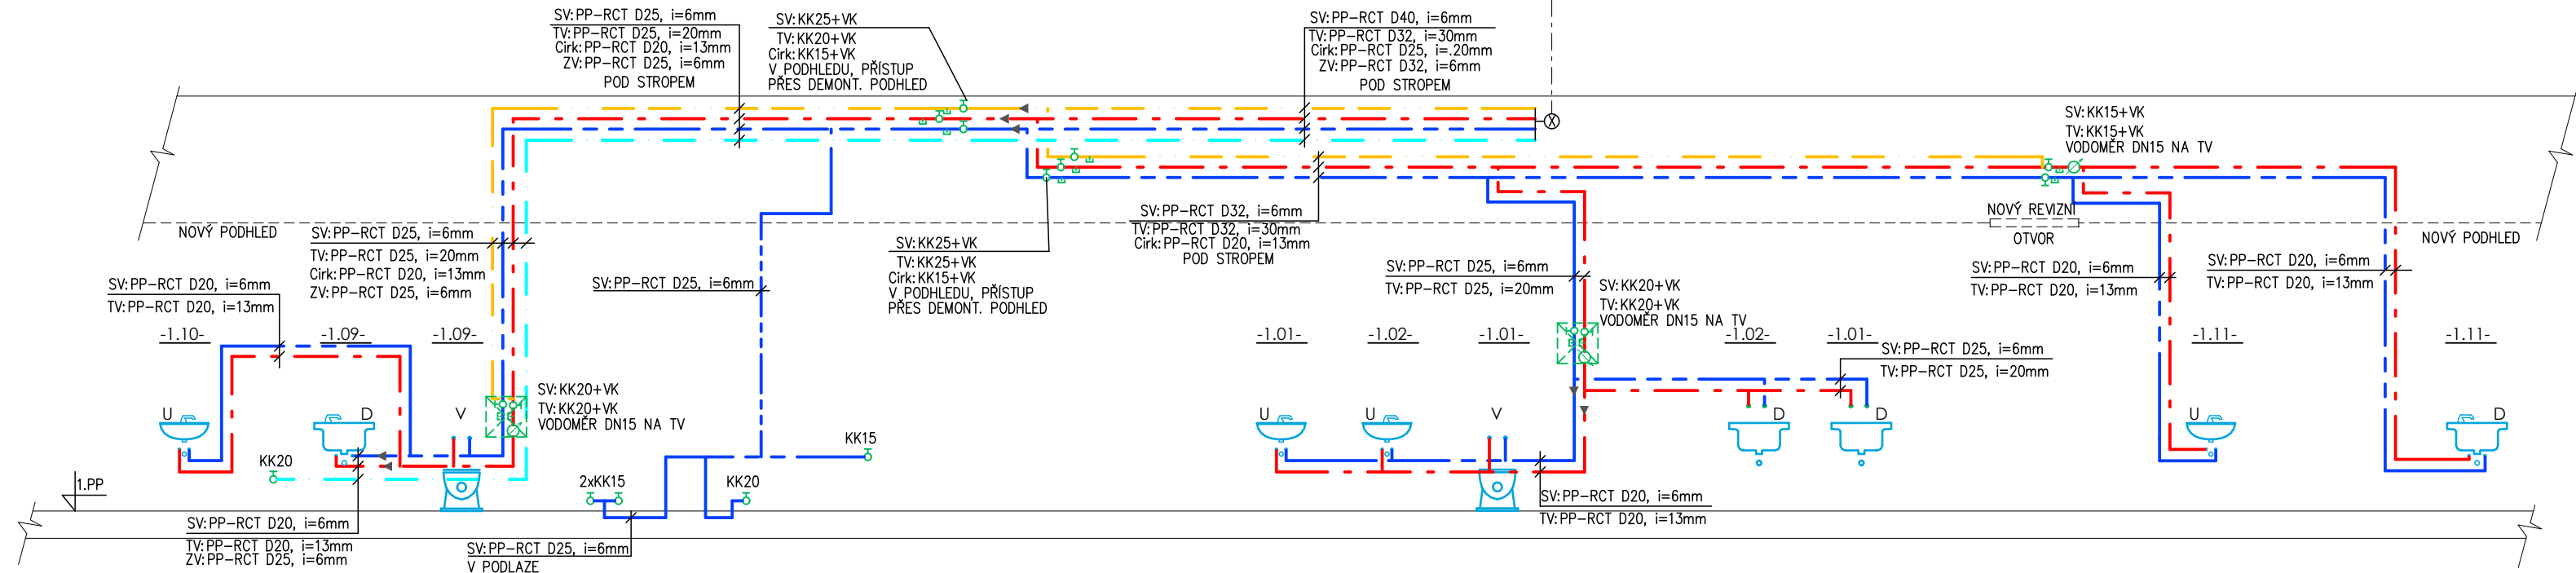 SV:PP-RCT D25, i=6mm
TV:PP-RCT D25, i=20mm
Cirk:PP-RCT D20, i=13mm
ZV:PP-RCT D25, i=6mm
POD STROPEM
SV:KK25+VK
TV:KK20+VK
Cirk:KK15+VK
V PODHLEDU, PŘÍSTUP
PŘES DEMONT. PODHLED
SV:PP-RCT D40, i=6mm
TV:PP-RCT D32, i=30mm
Cirk:PP-RCT D25, i=.20mm
ZV:PP-RCT D32, i=6mm
POD STROPEM
X
SV:KK15+VK
TV:KK15+VK
VODOMĚR DN15 NA TV
NOVÝ PODHLED
SV:PP-RCT D25, i=6mm
TV:PP-RCT D25, i=20mm
Cirk:PP-RCT D20, i=13mm
ZV:PP-RCT D25, i=6mm
SV:KK25+VK
TV:KK25+VK
Cirk:KK15+VK
V PODHLEDU, PŘÍSTUP
PŘES DEMONT. PODHLED
SV:PP-RCT D32, i=6mm
TV:PP-RCT D32, i=30mm
Cirk:PP-RCT D20, i=13mm
POD STROPEM
NOVÝ REVIZNÍ
OTVOR
NOVÝ PODHLED
SV:PP-RCT D20, i=6mm
TV:PP-RCT D20, i=13mm
SV:PP-RCT D25, i=6mm
SV:PP-RCT D25, i=6mm
TV:PP-RCT D25, i=20mm
SV:KK20+VK
TV:KK20+VK
VODOMĚR DN15 NA TV
SV:PP-RCT D20, i=6mm
TV:PP-RCT D20, i=13mm
SV:PP-RCT D20, i=6mm
TV:PP-RCT D20, i=13mm
-1.10-
-1.09-
-1.09-
-1.01-
-1.02-
-1.01-
-1.02-
-1.01-
-1.11-
-1.11-
SV:PP-RCT D25, i=6mm
TV:PP-RCT D25, i=20mm
SV:KK20+VK
TV:KK20+VK
VODOMĚR DN15 NA TV
U
D
V
U
U
V
D
D
U
D
KK20
KK15
2xKK15
KK20
1.PP
SV:PP-RCT D20, i=6mm
TV:PP-RCT D20, i=13mm
ZV:PP-RCT D25, i=6mm
SV:PP-RCT D25, i=6mm
V PODLAZE
SV:PP-RCT D20, i=6mm
TV:PP-RCT D20, i=13mm